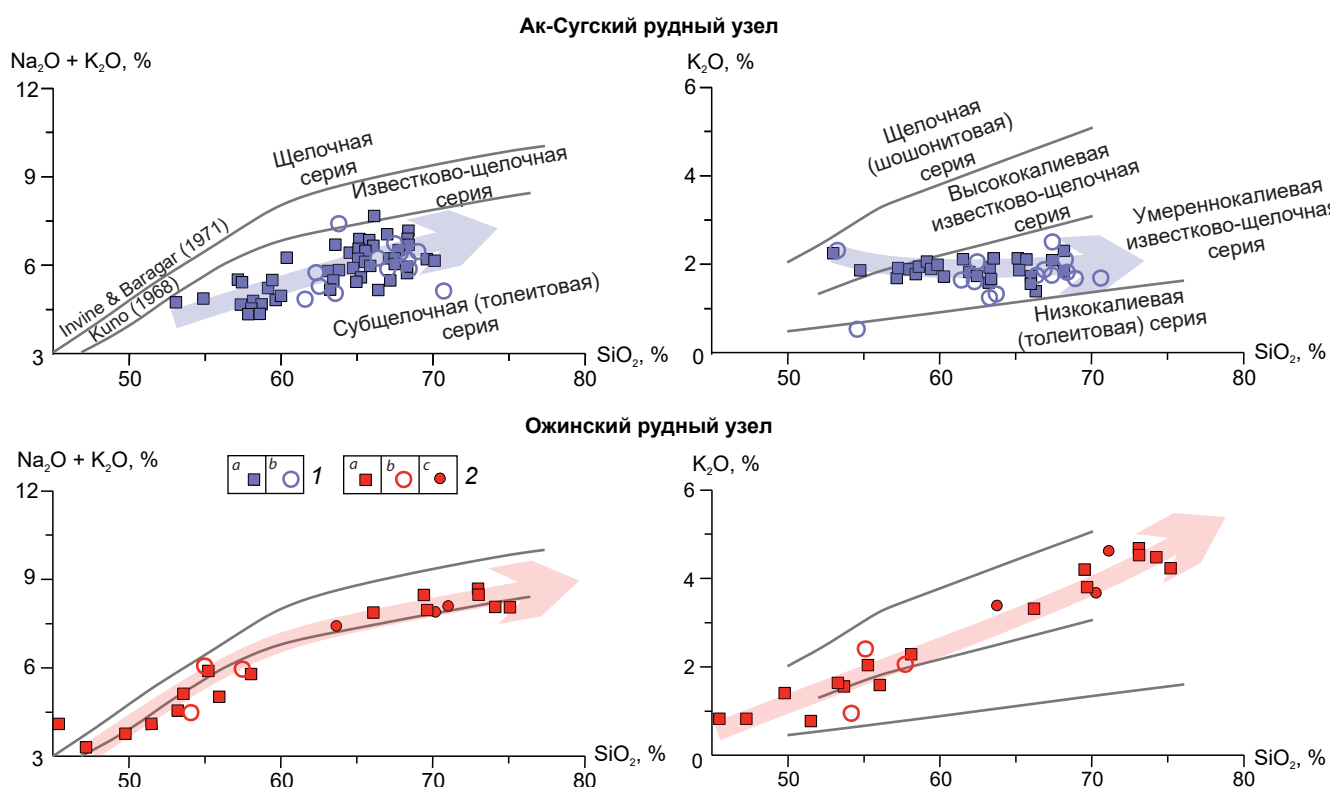 Ак-Сугский рудный узел
Na₂O + K₂O, %
12
9
6
3
50
60
70
80
SiO₂, %
Щелочная
серия
Известково-щелочная
серия
Invine & Baragar (1971)
Kuno (1968)
Субщелочная (толеитовая)
серия
K₂O, %
6
4
2
0
50
60
70
80
SiO₂, %
Щелочная
(шошонитовая)
серия
Высококалиевая
известково-щелочная
серия
Умереннокалиевая
известково-щелочна
серия
Низкокалиевая
(толеитовая) серия
Ожинский рудный узел
Na₂O + K₂O, %
a b 1
a b c 2
12
9
6
3
50
60
70
80
SiO₂, %
K₂O, %
6
4
2
0
50
60
70
80
SiO₂, %